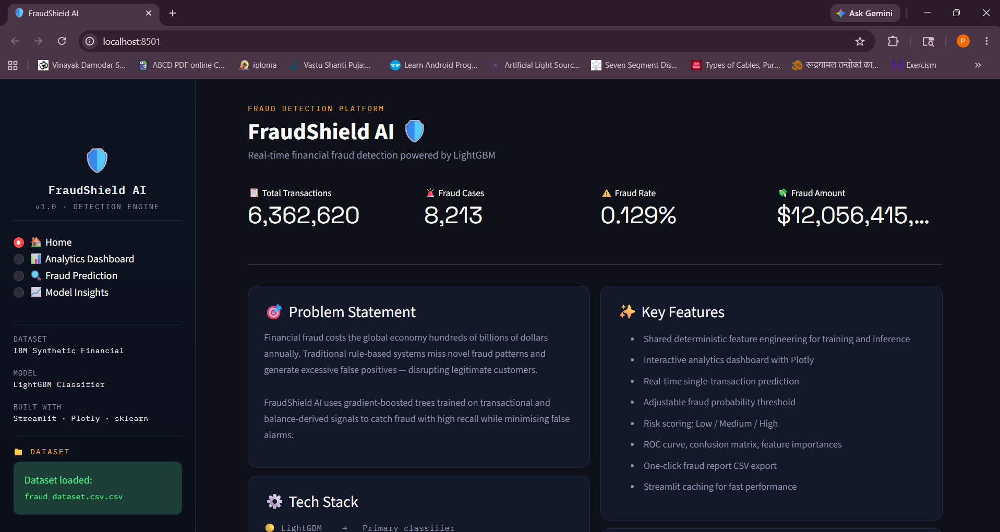 FraudShield AI
Ask Gemini
localhost:8501
P
Vinayak Damodar S...
ABCD PDF online C...
iploma
Vastu Shanti Puja:...
Learn Android Prog...
Artificial Light Sourc...
Seven Segment Dis...
Types of Cables, Pur...
रूद्रयामल तन्त्रोक्तं का...
Exercism
FraudShield AI
v1.0 · DETECTION ENGINE
Home
Analytics Dashboard
Fraud Prediction
Model Insights
DATASET
IBM Synthetic Financial
MODEL
LightGBM Classifier
BUILT WITH
Streamlit · Plotly · sklearn
DATASET
Dataset loaded:
fraud_dataset.csv.csv
FRAUD DETECTION PLATFORM
FraudShield AI
Real-time financial fraud detection powered by LightGBM
Total Transactions
6,362,620
Fraud Cases
8,213
Fraud Rate
0.129%
Fraud Amount
$12,056,415,...
Problem Statement
Financial fraud costs the global economy hundreds of billions of dollars
annually. Traditional rule-based systems miss novel fraud patterns and
generate excessive false positives — disrupting legitimate customers.
FraudShield AI uses gradient-boosted trees trained on transactional and
balance-derived signals to catch fraud with high recall while minimising false
alarms.
Key Features
• Shared deterministic feature engineering for training and inference
• Interactive analytics dashboard with Plotly
• Real-time single-transaction prediction
• Adjustable fraud probability threshold
• Risk scoring: Low / Medium / High
• ROC curve, confusion matrix, feature importances
• One-click fraud report CSV export
• Streamlit caching for fast performance
Tech Stack
LightGBM → Primary classifier